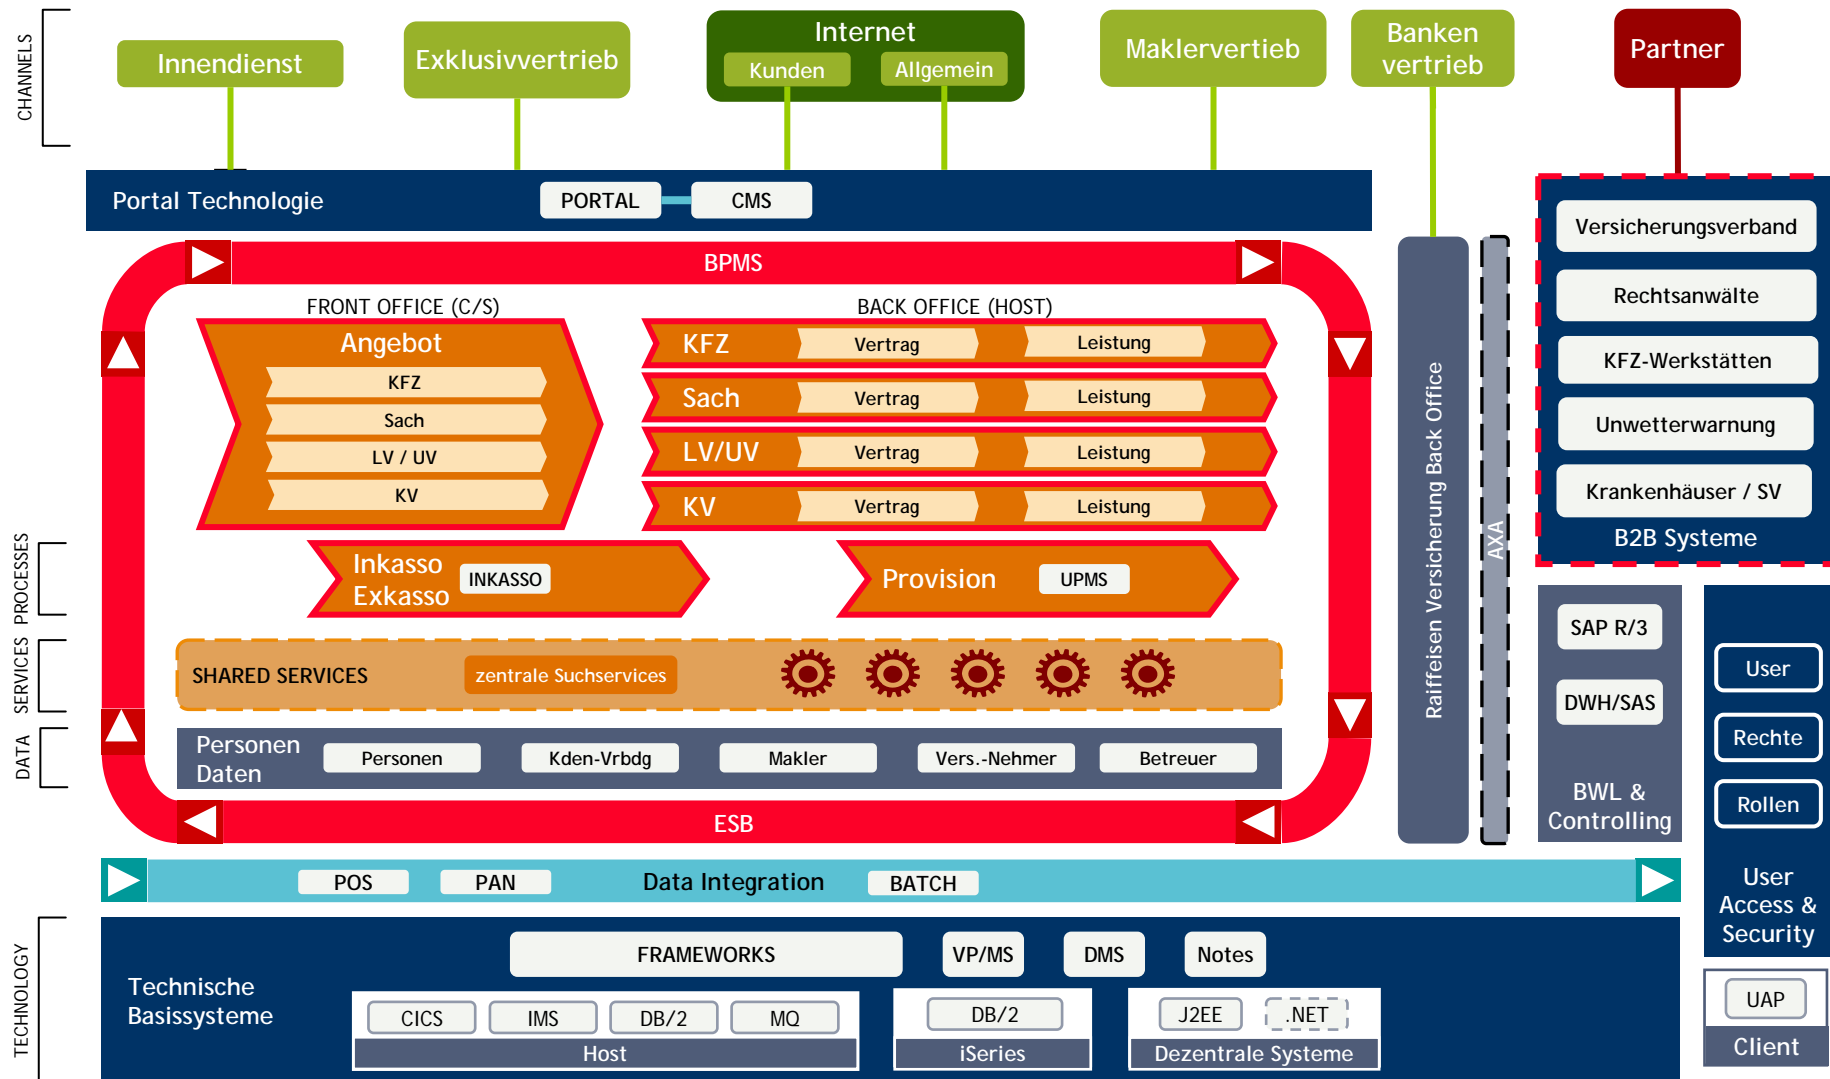 CHANNELS
Innendienst
Exklusivvertrieb
Internet
Kunden
Allgemein
Maklervertieb
Banken
vertrieb
Partner
Portal Technologie
PORTAL
CMS
BPMS
FRONT OFFICE (C/S)
BACK OFFICE (HOST)
Angebot
KFZ
Sach
LV / UV
KV
KFZ
Vertrag
Leistung
Sach
Vertrag
Leistung
LV/UV
Vertrag
Leistung
KV
Vertrag
Leistung
PROCESSES
Inkasso
Exkasso
INKASSO
Provision
UPMS
SERVICES
SHARED SERVICES
zentrale Suchservices
DATA
Personen
Daten
Personen
Kden-Vrbdg
Makler
Vers.-Nehmer
Betreuer
ESB
Raiffeisen Versicherung Back Office
AXA
Versicherungsverband
Rechtsanwälte
KFZ-Werkstätten
Unwetterwarnung
Krankenhäuser / SV
B2B Systeme
SAP R/3
DWH/SAS
BWL &
Controlling
User
Rechte
Rollen
User
Access &
Security
POS
PAN
Data Integration
BATCH
TECHNOLOGY
Technische
Basissysteme
FRAMEWORKS
VP/MS
DMS
Notes
CICS
IMS
DB/2
MQ
Host
DB/2
iSeries
J2EE
.NET
Dezentrale Systeme
UAP
Client